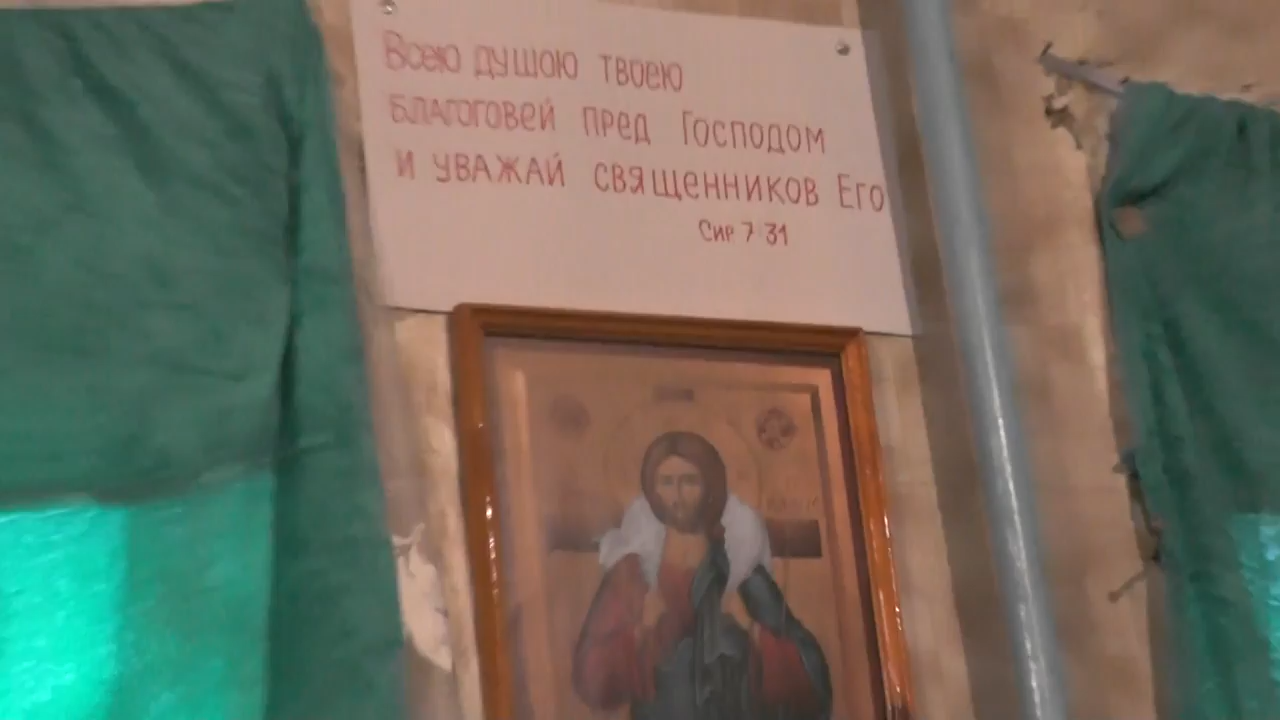 Всею душою твоею
благоговей пред Господом
и уважай священников Его
Сир 7 31